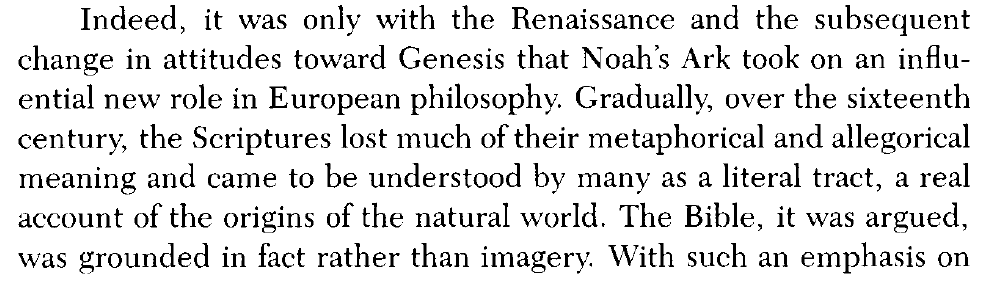 Indeed, it was only with the Renaissance and the subsequent
change in attitudes toward Genesis that Noah's Ark took on an influ-
ential new role in European philosophy. Gradually, over the sixteenth
century, the Scriptures lost much of their metaphorical and allegorical
meaning and came to be understood by many as a literal tract, a real
account of the origins of the natural world. The Bible, it was argued,
was grounded in fact rather than imagery. With such an emphasis on